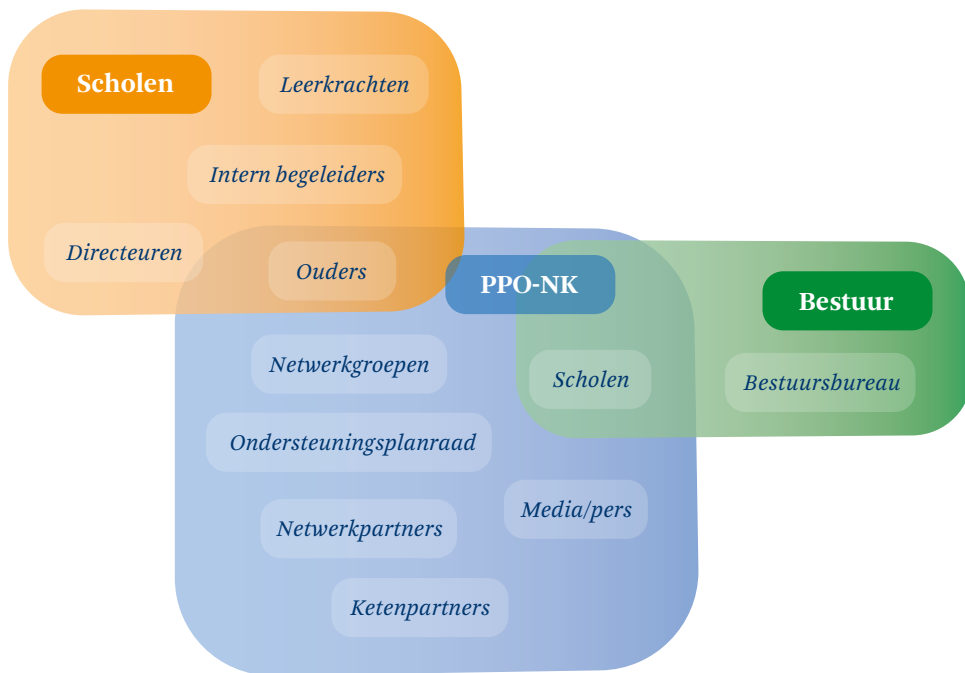 Scholen
Leerkrachten
Intern begeleiders
Directeuren
Ouders
PPO-NK
Bestuur
Netwerkgroepen
Scholen
Bestuursbureau
Ondersteuningsplanraad
Media/pers
Netwerkpartners
Ketenpartners